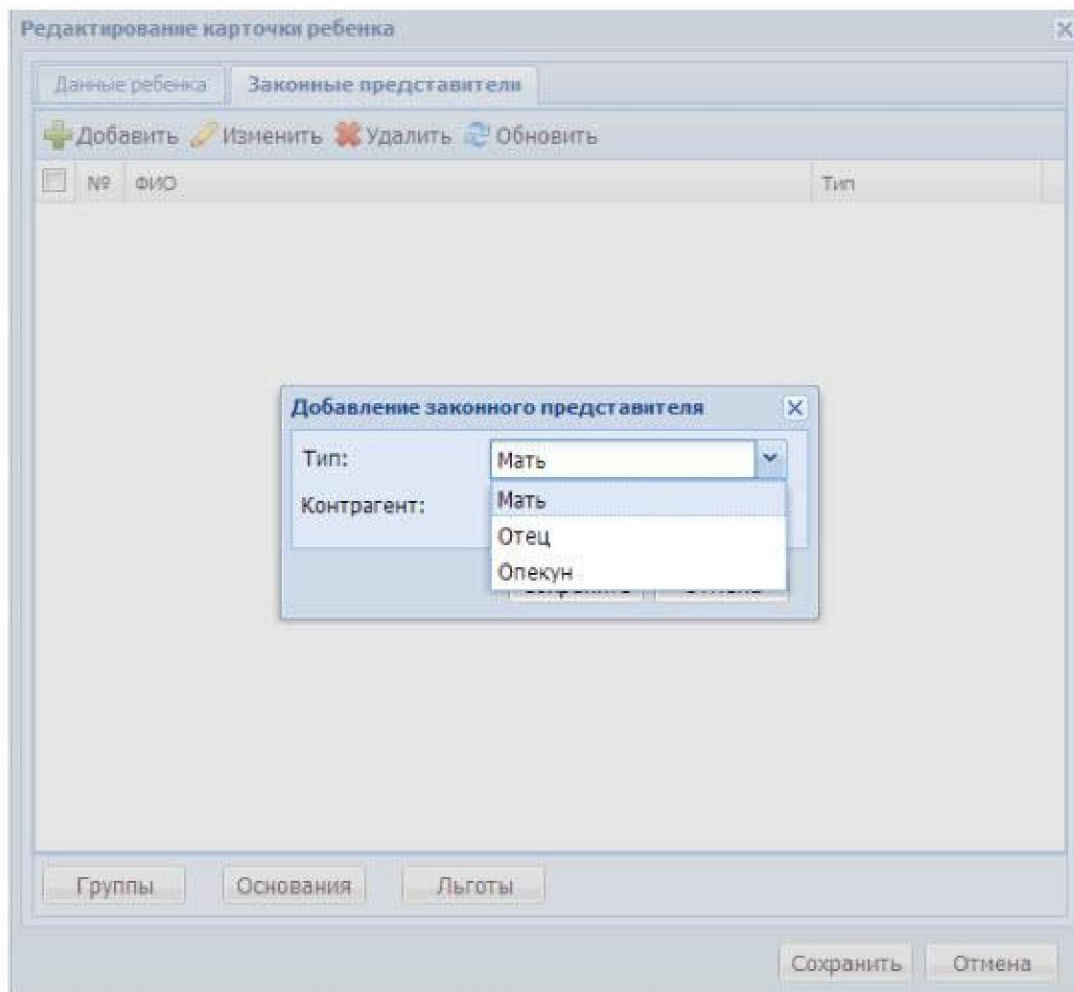 Редактирование карточки ребенка
Данные ребенка Законные представители
Добавить Изменить Удалить Обновить
№ ФИО Тип
Добавление законного представителя
Тип: Мать
Контрагент: Мать
Отец
Опекун
Группы Основания Льготы
Сохранить Отмена